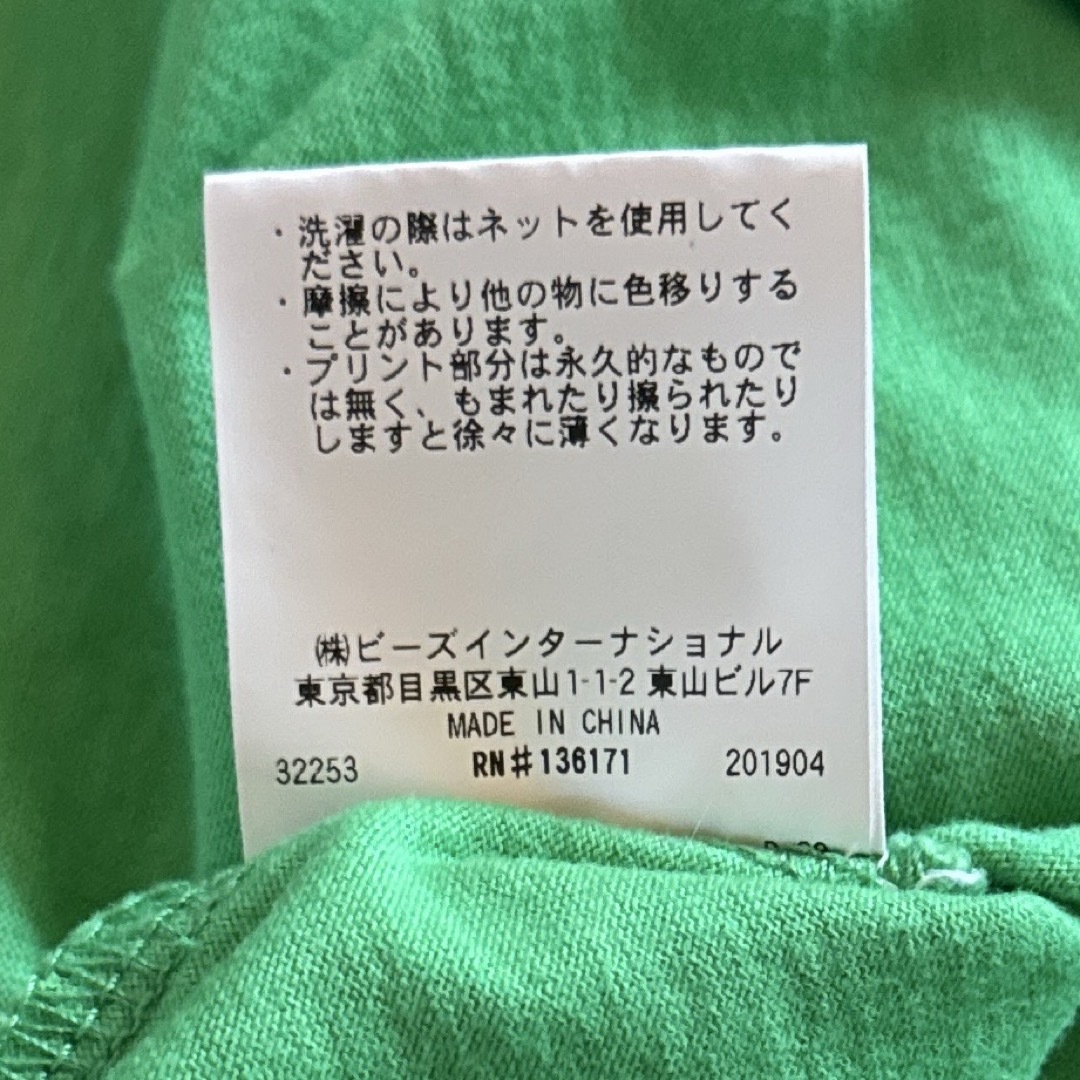 ・洗濯の際はネットを使用してく
ださい。
・摩擦により他の物に色移りする
ことがあります。
・プリント部分は永久的なもので
は無く、もまれたり擦られたり
しますと徐々に薄くなります。
㈱ビーズインターナショナル
東京都目黒区東山1-1-2 東山ビル7F
MADE IN CHINA
32253 RN#136171 201904